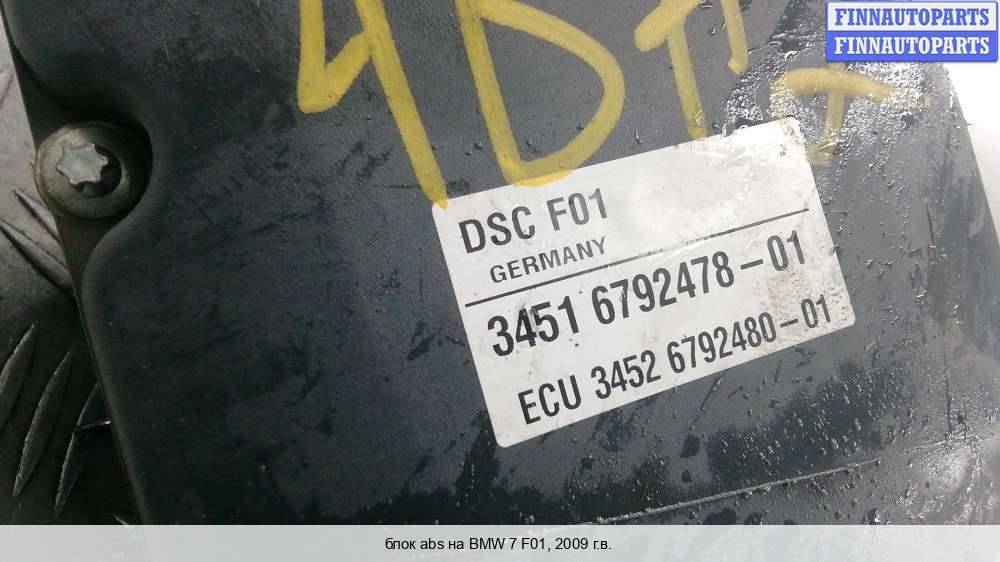 FINNAUTOPARTS
FINNAUTOPARTS
DSC F01
GERMANY
3451 6792478-01
ECU 3452 6792480-01
блок abs на BMW 7 F01, 2009 г.в.